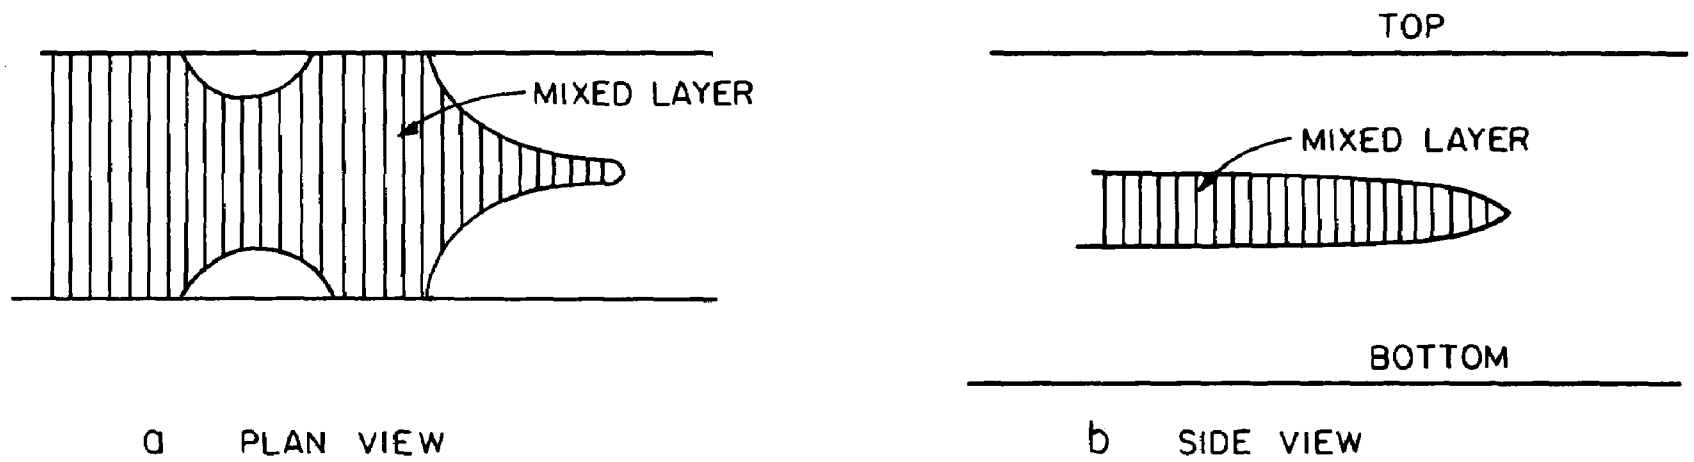 MIXED LAYER
a PLAN VIEW
TOP
MIXED LAYER
BOTTOM
b SIDE VIEW